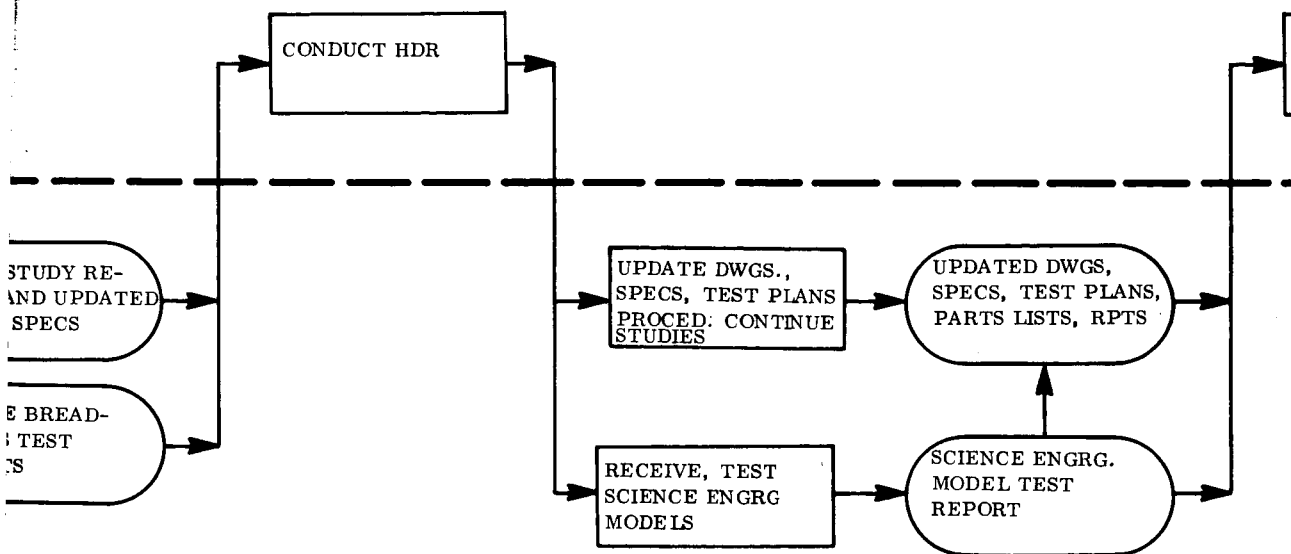 CONDUCT HDR
STUDY RE-
AND UPDATED
SPECS
BREAD-
TEST
UPDATE DWGS.,
SPECS, TEST PLANS
PROCED. CONTINUE
STUDIES
UPDATED DWGS,
SPECS, TEST PLANS,
PARTS LISTS, RPTS
RECEIVE, TEST
SCIENCE ENGRG
MODELS
SCIENCE ENGRG.
MODEL TEST
REPORT